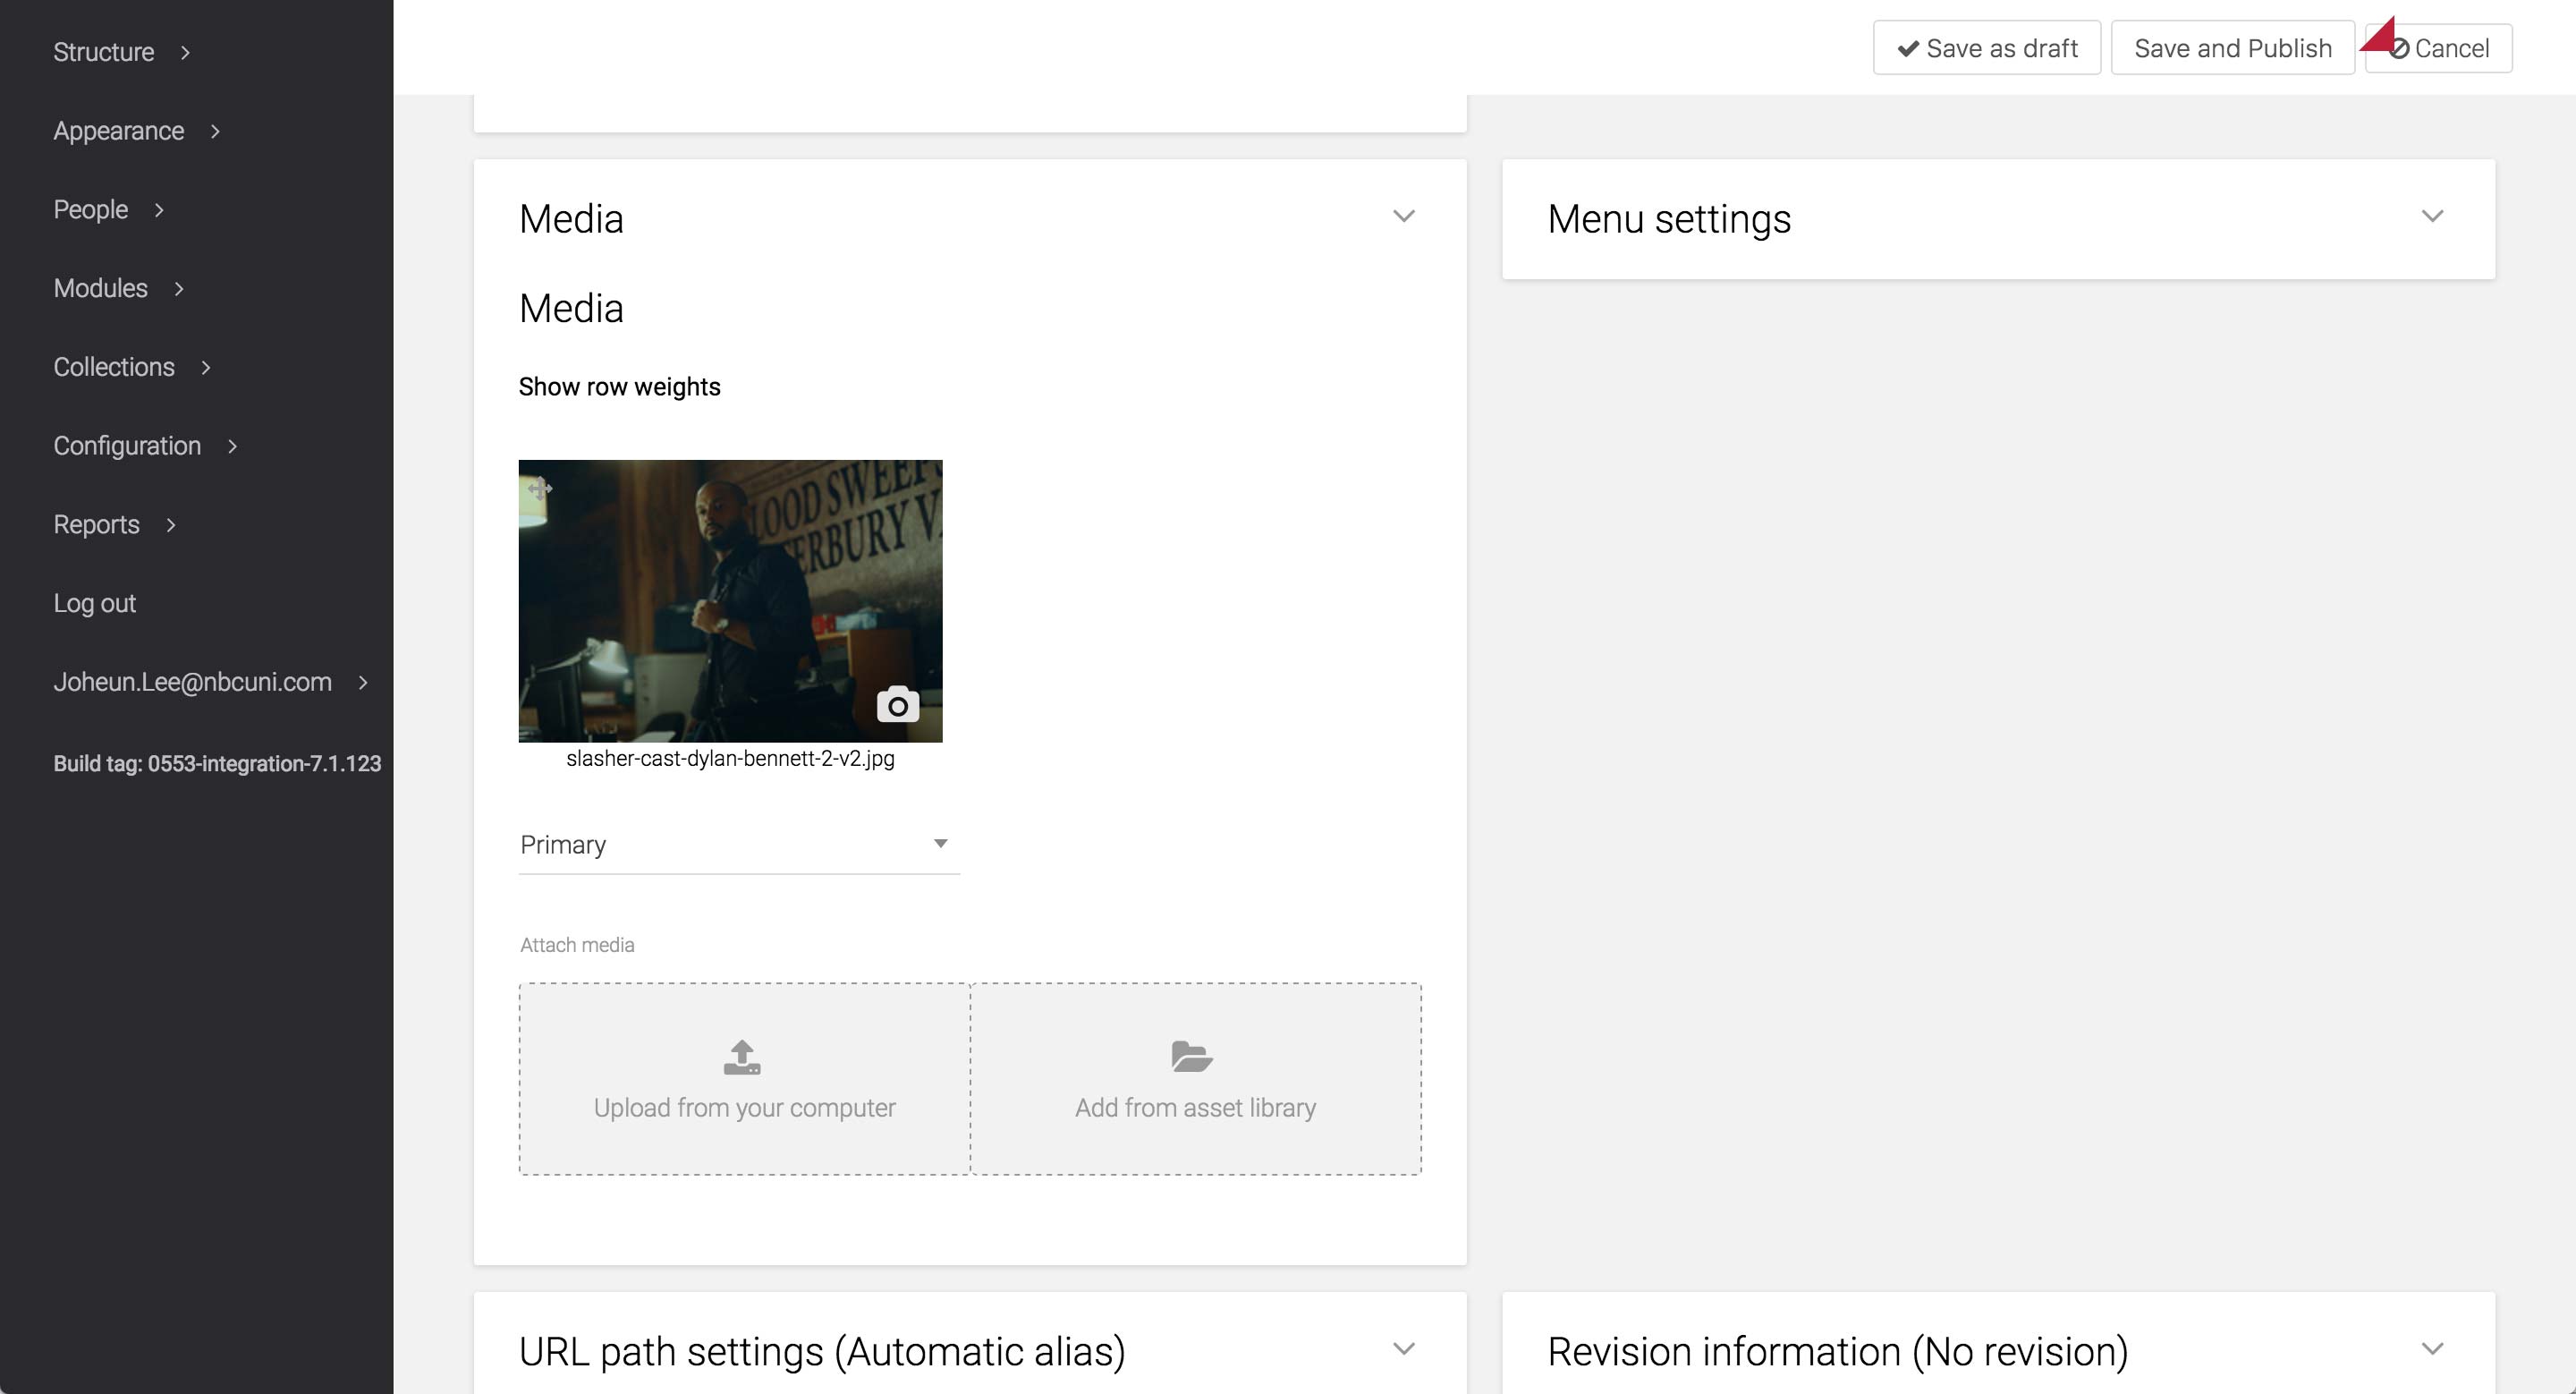 Structure
Appearance
People
Modules
Collections
Configuration
Reports
Log out
Joheun.Lee@nbcuni.com
Build tag: 0553-integration-7.1.123
Save as draft
Save and Publish
Cancel
Media
Media
Show row weights
LOOD SWEEP
ERBURY V
slasher-cast-dylan-bennett-2-v2.jpg
Primary
Attach media
Upload from your computer
Add from asset library
Menu settings
URL path settings (Automatic alias)
Revision information (No revision)